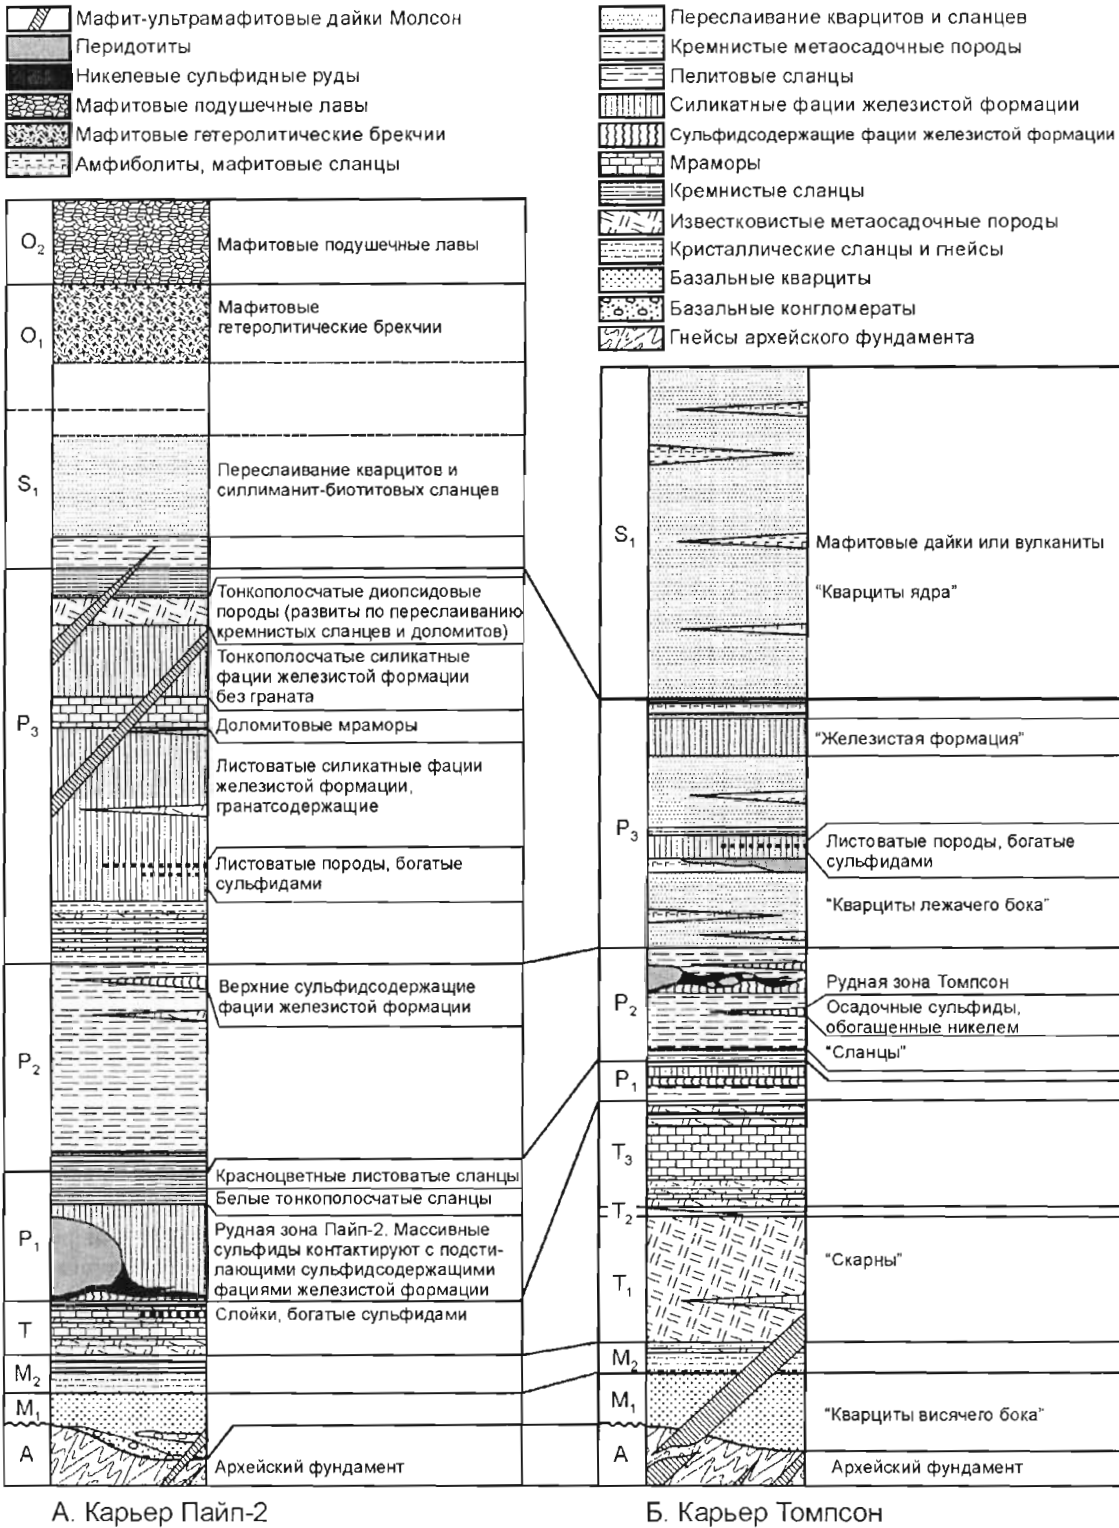 Мафит-ультрамафитовые дайки Молсон
Перидотиты
Никелевые сульфидные руды
Мафитовые подушечные лавы
Мафитовые гетеролитические брекчии
Амфиболиты, мафитовые сланцы
Переслаивание кварцитов и сланцев
Кремнистые метаосадочные породы
Пелитовые сланцы
Силикатные фации железистой формации
Сульфидсодержащие фации железистой формации
Мраморы
Кремнистые сланцы
Известковистые метаосадочные породы
Кристаллические сланцы и гнейсы
Базальные кварциты
Базальные конгломераты
Гнейсы архейского фундамента
O₂
Мафитовые подушечные лавы
O₁
Мафитовые
гетеролитические брекчии
S₁
Переслаивание кварцитов и
силлиманит-биотитовых сланцев
P₃
Тонкополосчатые диопсидовые
породы (развиты по переслаиванию
кремнистых сланцев и доломитов)
Тонкополосчатые силикатные
фации железистой формации
без граната
Доломитовые мраморы
Листоватые силикатные фации
железистой формации,
гранатсодержащие
Листоватые породы, богатые
сульфидами
P₂
Верхние сульфидсодержащие
фации железистой формации
Красноцветные листоватые сланцы
Белые тонкополосчатые сланцы
P₁
Рудная зона Пайп-2. Массивные
сульфиды контактируют с подсти-
лающими сульфидсодержащими
фациями железистой формации
T
Слойки, богатые сульфидами
M₂
M₁
A
Архейский фундамент
А. Карьер Пайп-2
S₁
Мафитовые дайки или вулканиты
“Кварциты ядра”
P₃
“Железистая формация”
Листоватые породы, богатые
сульфидами
“Кварциты лежачего бока”
P₂
Рудная зона Томпсон
Осадочные сульфиды,
обогащенные никелем
“Сланцы”
P₁
T₃
T₂
T₁
“Скарны”
M₂
M₁
“Кварциты висячего бока”
A
Архейский фундамент
Б. Карьер Томпсон